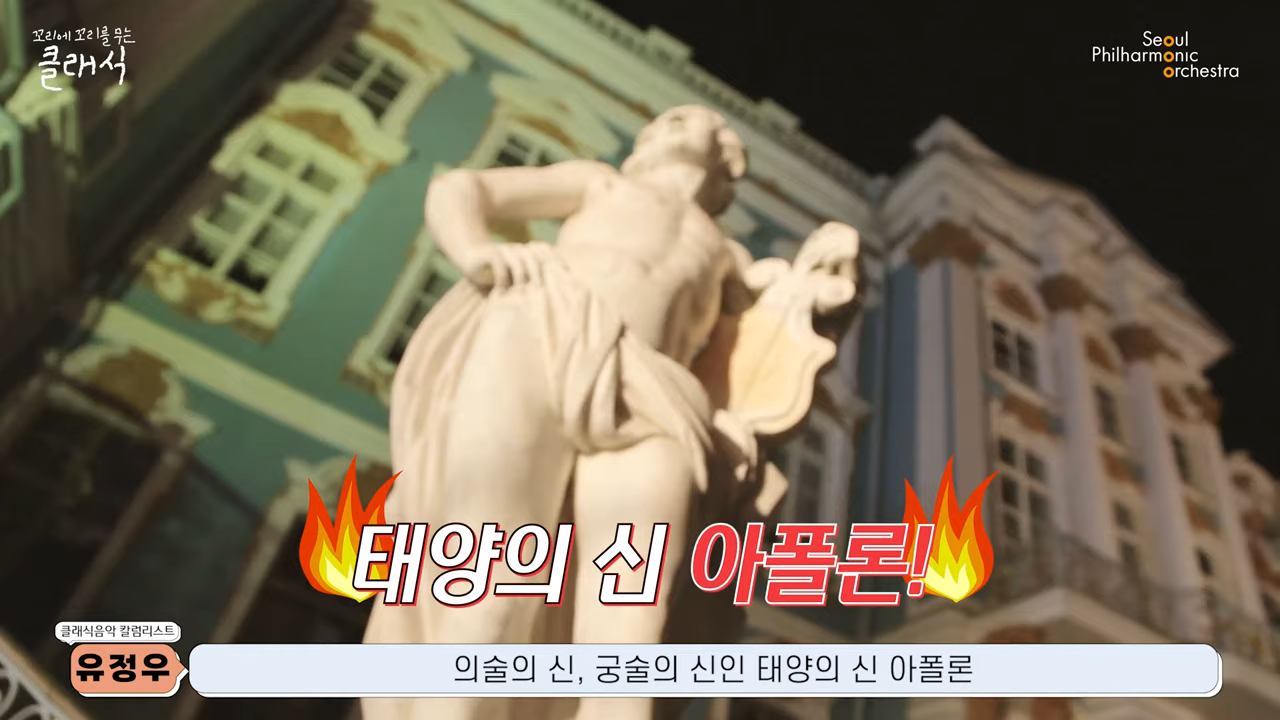 꼬리에 꼬리를 무는
클래식
Seoul
Philharmonic
orchestra
태양의 신 아폴론!
클래식음악 칼럼리스트
유정우
의술의 신, 궁술의 신인 태양의 신 아폴론